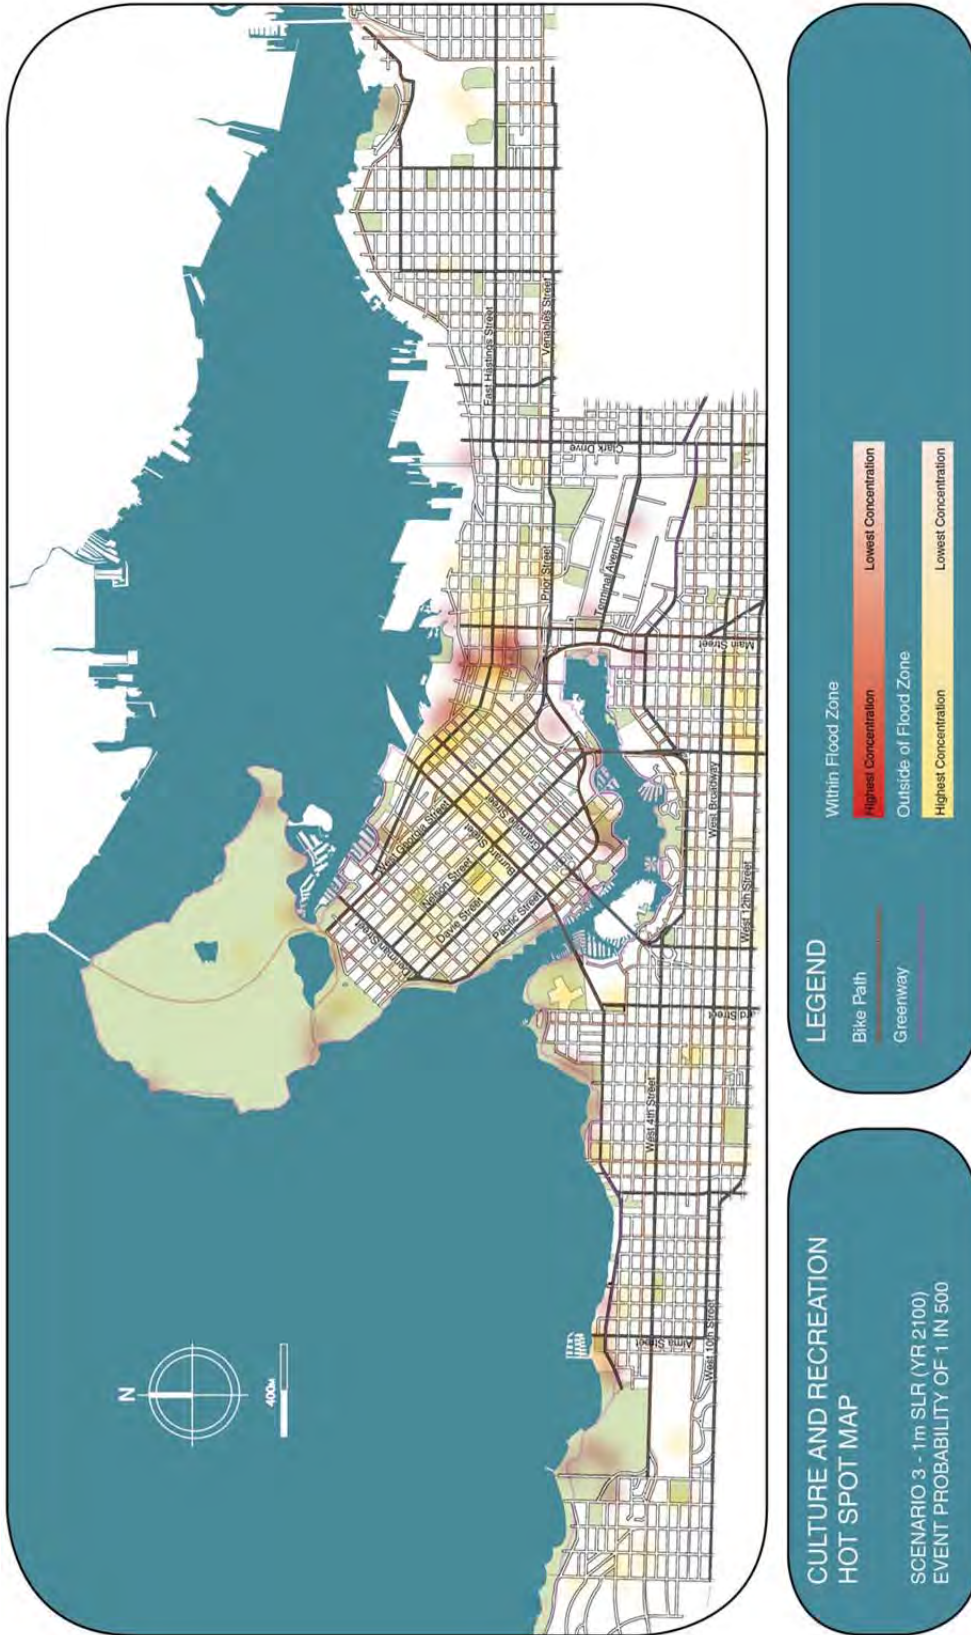 N
400M
East Hastings Street
Venables Street
Clark Drive
Prior Street
Terminal Avenue
Main Street
West Georgia Street
Nelson Street
Burrard Street
Granville Street
Davie Street
Pacific Street
West Broadway
West 12th Street
West 4th Street
Alma Street
West 10th Street
CULTURE AND RECREATION
HOT SPOT MAP
SCENARIO 3 - 1m SLR (YR 2100)
EVENT PROBABILITY OF 1 IN 500
LEGEND
Bike Path
Greenway
Within Flood Zone
Highest Concentration
Lowest Concentration
Outside of Flood Zone
Highest Concentration
Lowest Concentration